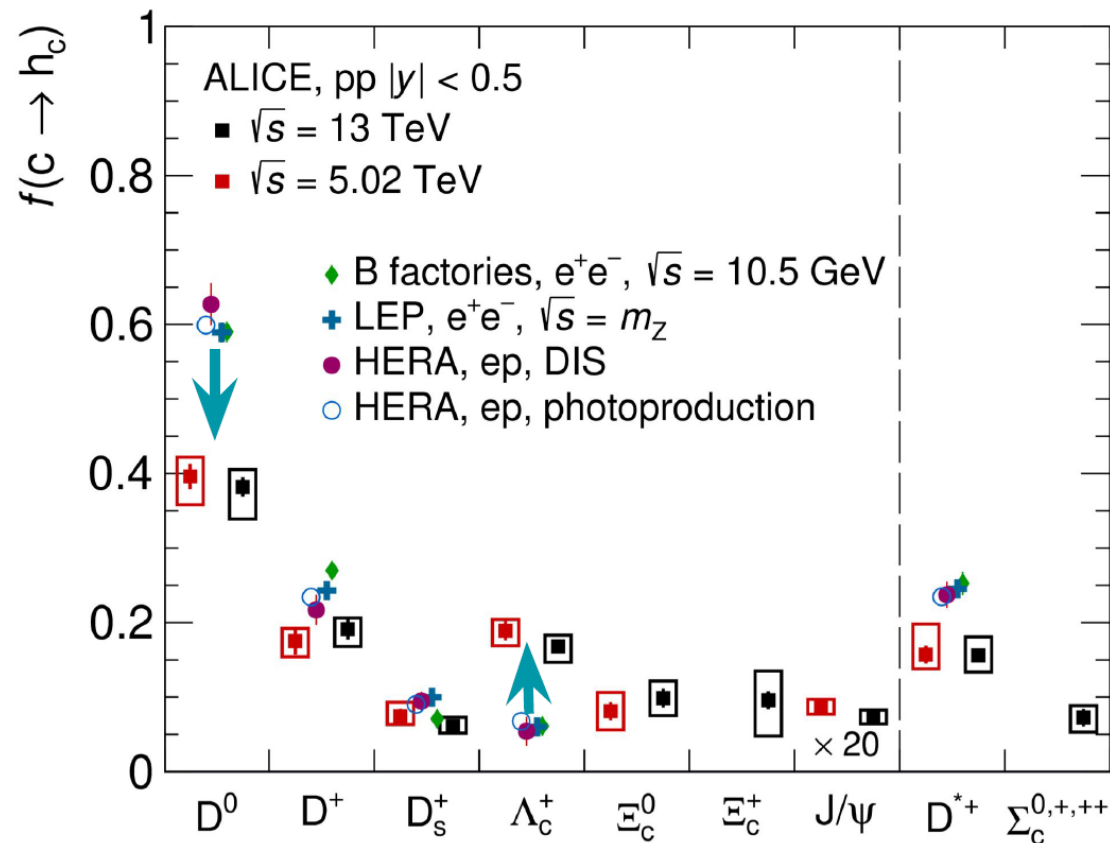 f(c → h_c)
1
0.8
0.6
0.4
0.2
0
ALICE, pp |y| < 0.5
√s = 13 TeV
√s = 5.02 TeV
B factories, e⁺e⁻, √s = 10.5 GeV
LEP, e⁺e⁻, √s = m_Z
HERA, ep, DIS
HERA, ep, photoproduction
× 20
D⁰ D⁺ D_s⁺ Λ_c⁺ Ξ_c⁰ Ξ_c⁺ J/ψ D*⁺ Σ_c^{0,+,++}